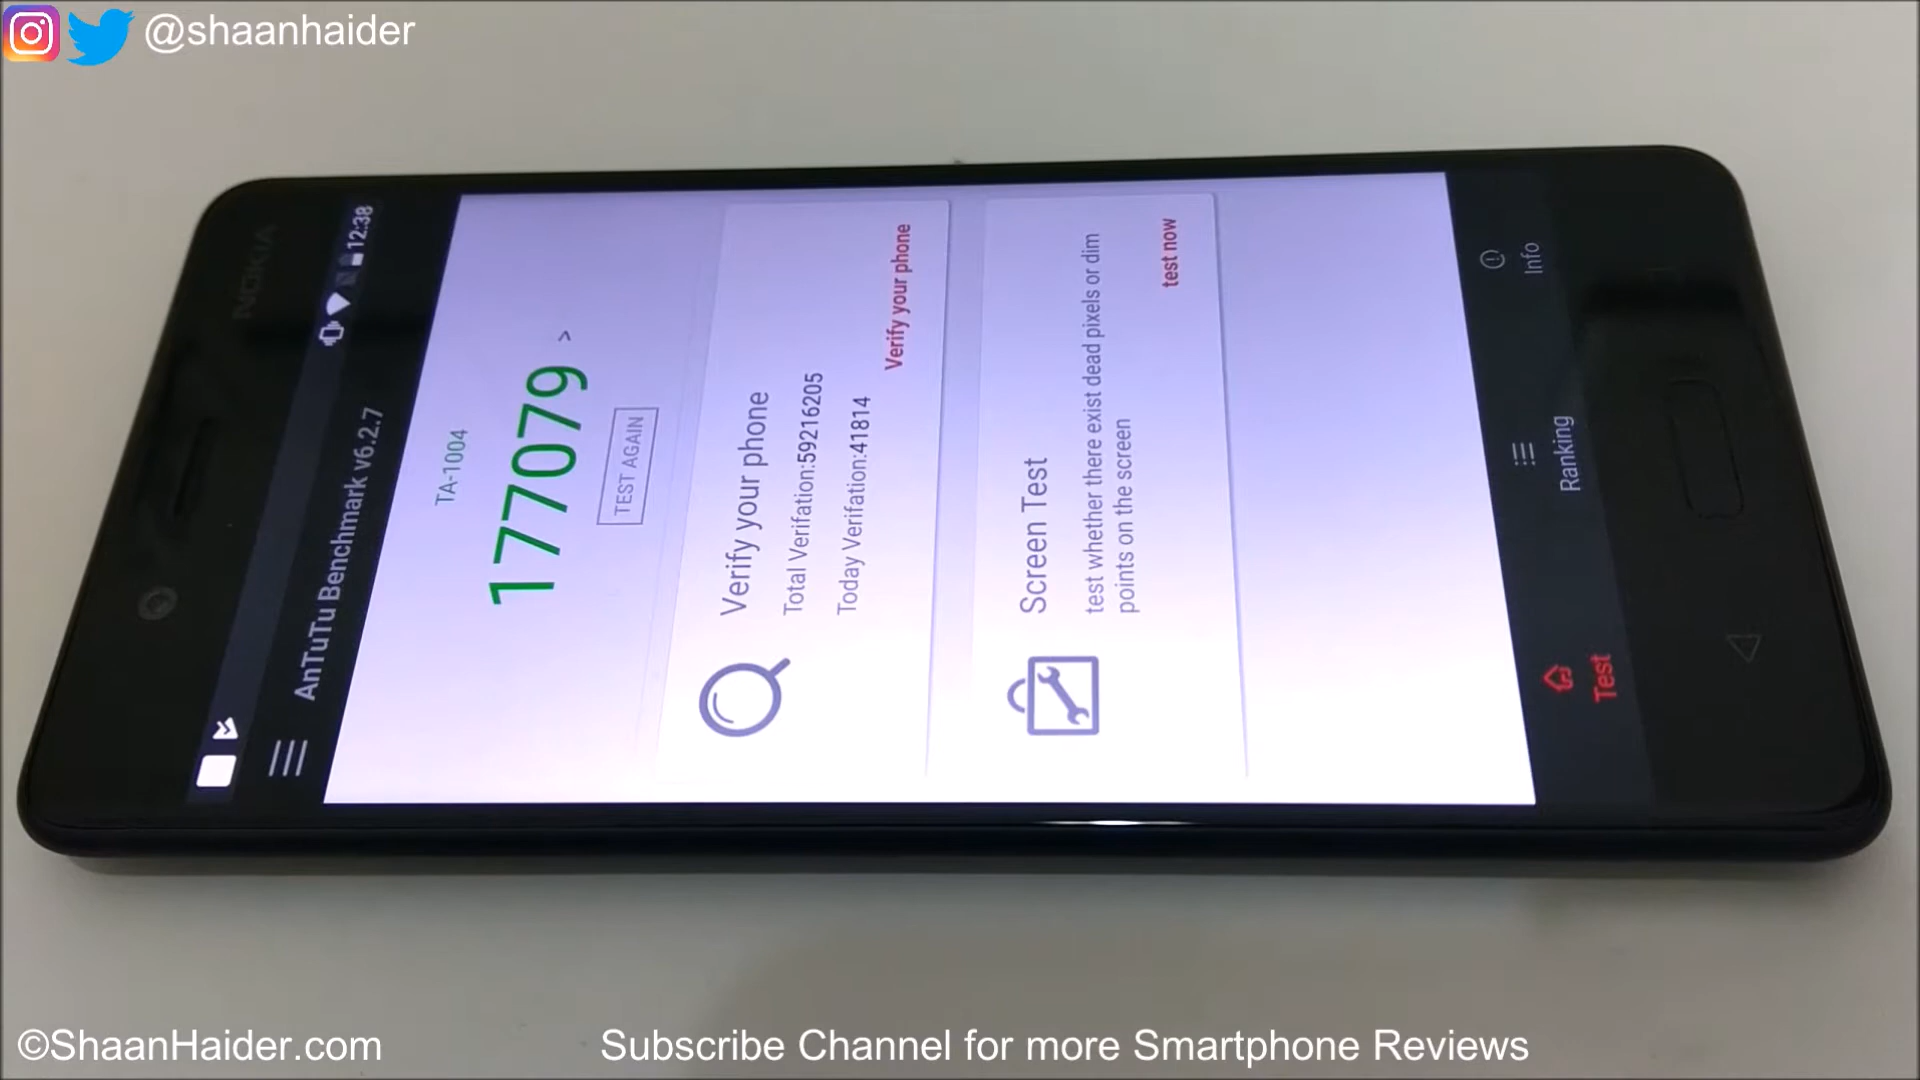 @shaanhaider
NOKIA
12:38
AnTuTu Benchmark v6.2.7
TA-1004
177079 >
TEST AGAIN
Verify your phone
Total Verifation:59216205
Today Verifation:41814
Verify your phone
Screen Test
test whether there exist dead pixels or dim
points on the screen
test now
Test
Ranking
Info
©ShaanHaider.com
Subscribe Channel for more Smartphone Reviews